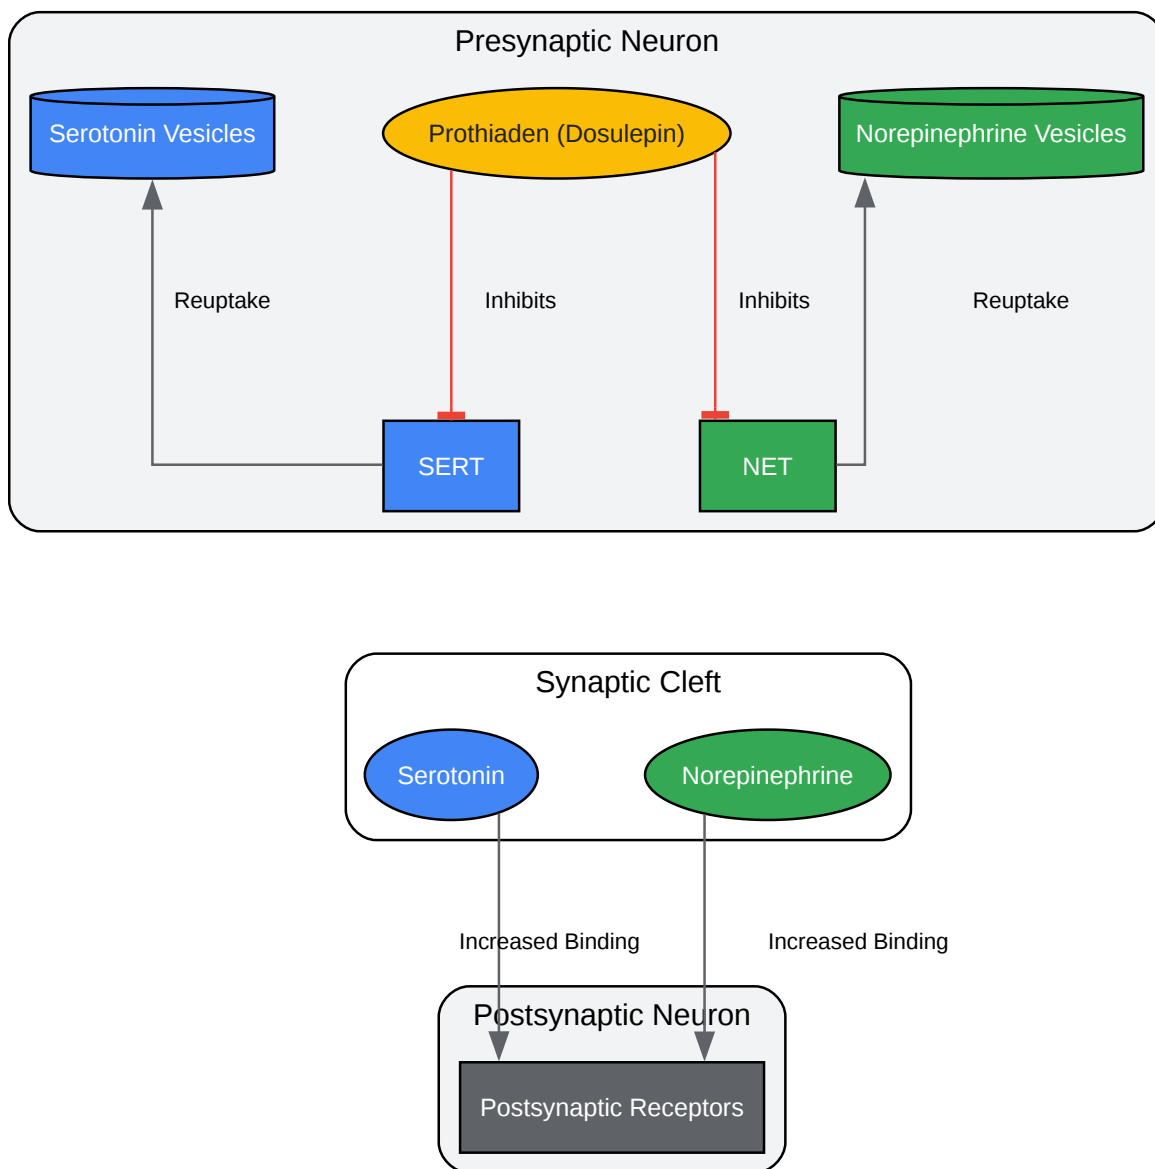 Presynaptic Neuron
Serotonin Vesicles
Prothiaden (Dosulepin)
Norepinephrine Vesicles
Reuptake
Inhibits
Inhibits
Reuptake
SERT
NET
Synaptic Cleft
Serotonin
Norepinephrine
Increased Binding
Increased Binding
Postsynaptic Neuron
Postsynaptic Receptors